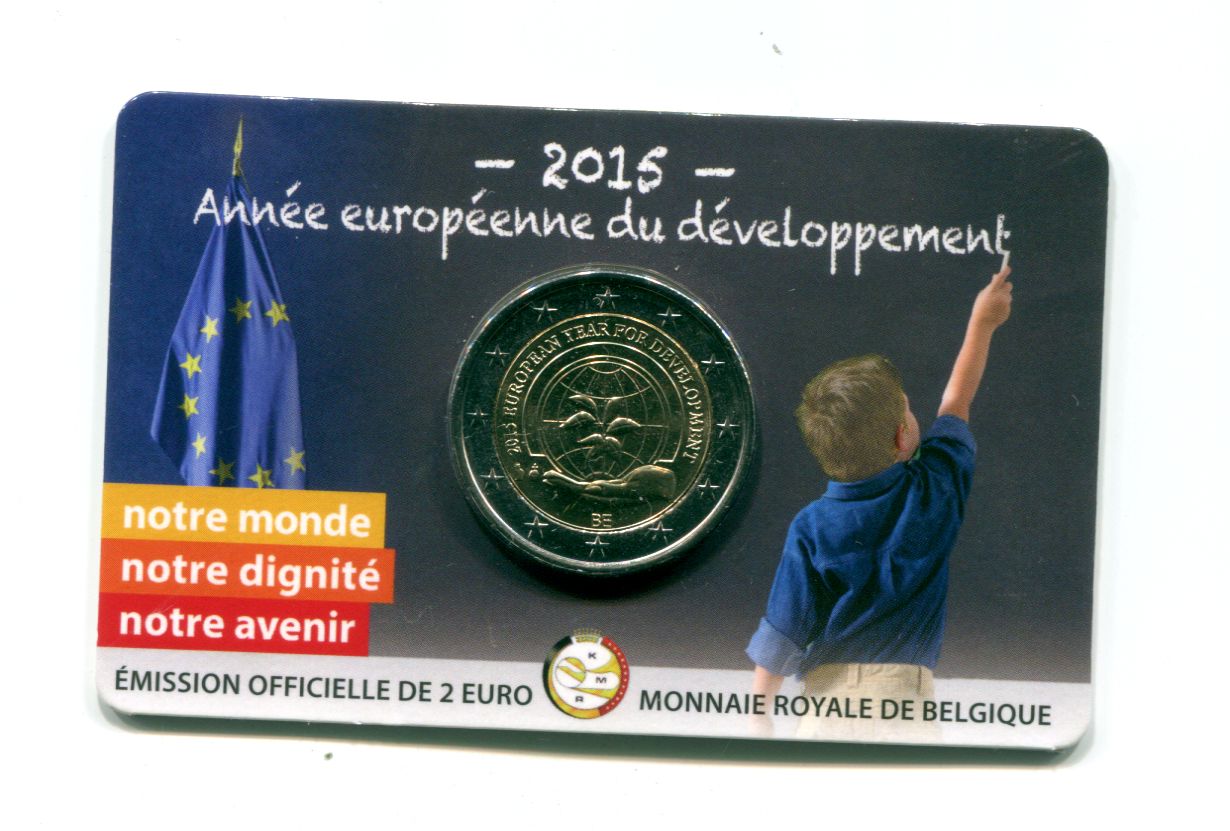 - 2015 -
Année européenne du développement
2015 EUROPEAN YEAR FOR DEVELOPMENT
BE
notre monde
notre dignité
notre avenir
ÉMISSION OFFICIELLE DE 2 EURO
K
M
R
MONNAIE ROYALE DE BELGIQUE